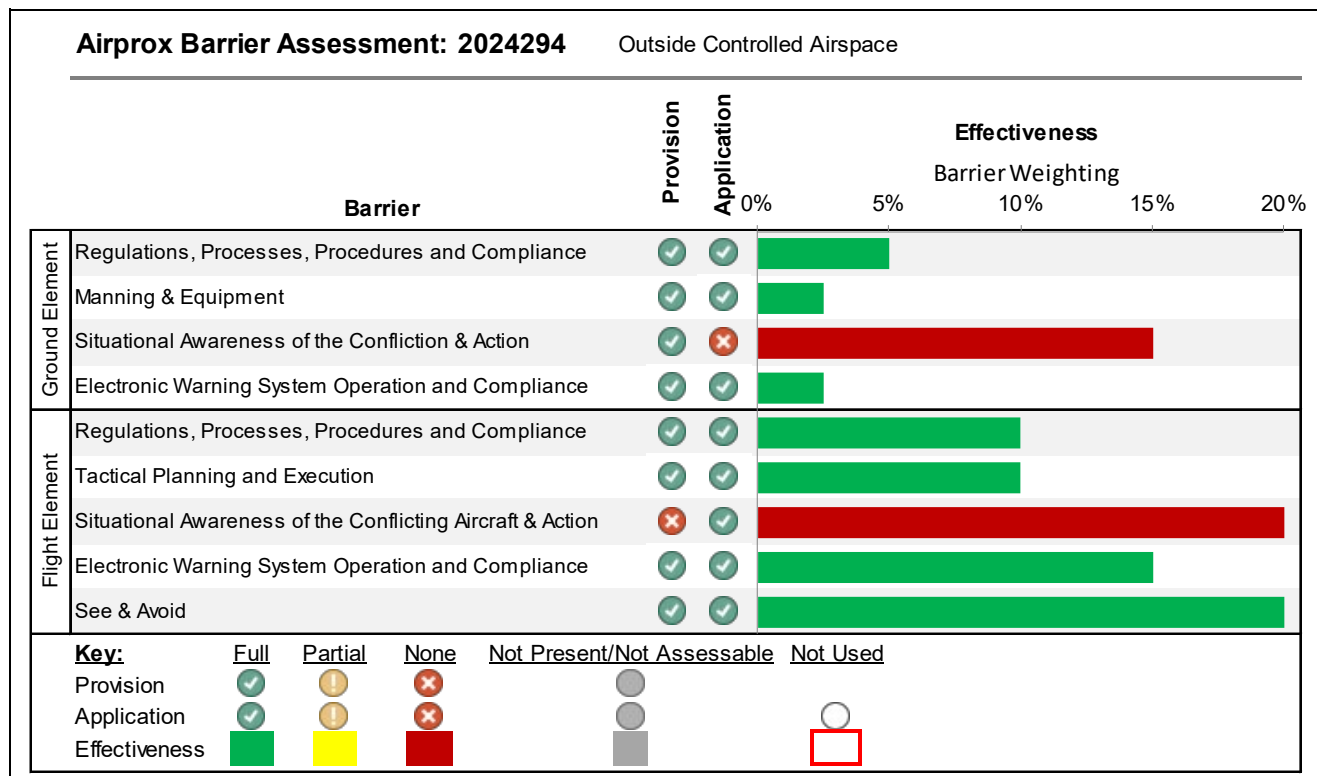 Airprox Barrier Assessment: 2024294 Outside Controlled Airspace
Provision
Application
Effectiveness
Barrier Weighting
Barrier
0% 5% 10% 15% 20%
Ground Element
Regulations, Processes, Procedures and Compliance
Manning & Equipment
Situational Awareness of the Confliction & Action
Electronic Warning System Operation and Compliance
Flight Element
Regulations, Processes, Procedures and Compliance
Tactical Planning and Execution
Situational Awareness of the Conflicting Aircraft & Action
Electronic Warning System Operation and Compliance
See & Avoid
Key: Full Partial None Not Present/Not Assessable Not Used
Provision
Application
Effectiveness